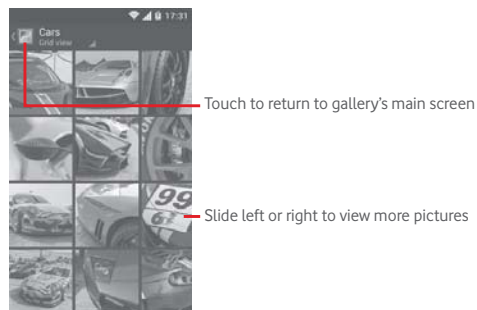 17:31
Cars
Grid view
Touch to return to gallery's main screen
99
67
Slide left or right to view more pictures